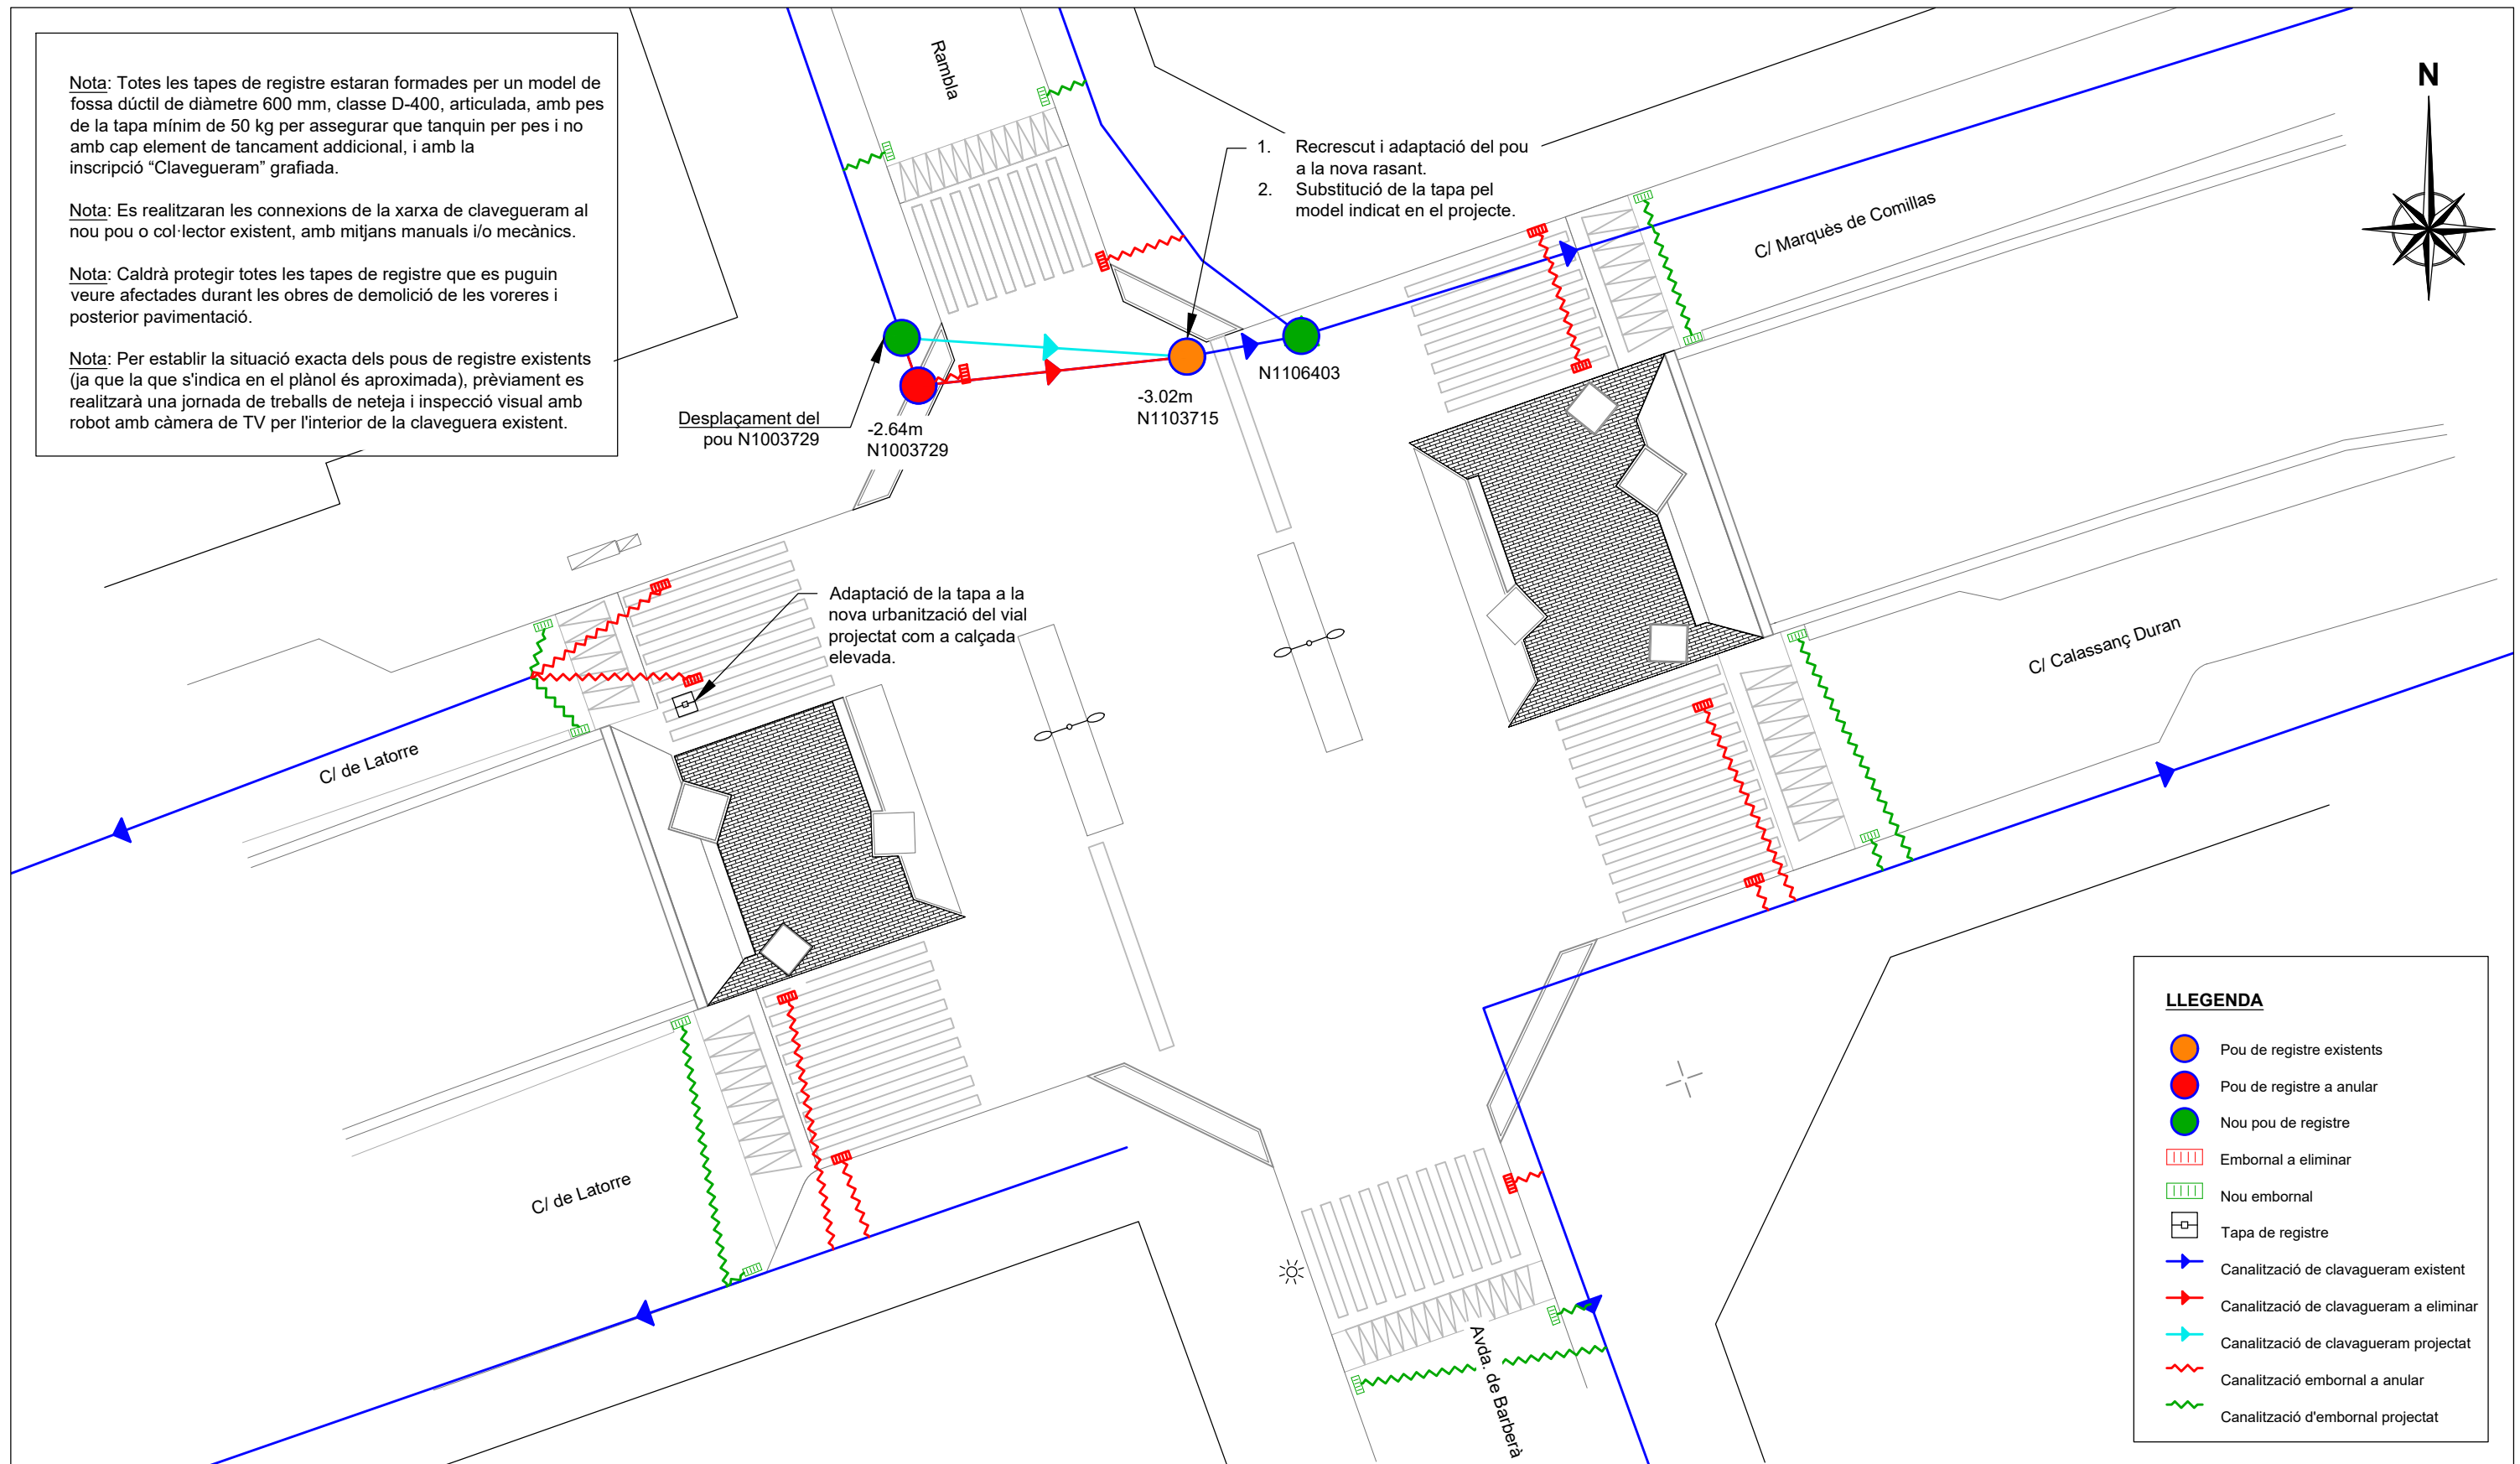 Nota: Totes les tapes de registre estaran formades per un model de
fossa dúctil de diàmetre 600 mm, classe D-400, articulada, amb pes
de la tapa mínim de 50 kg per assegurar que tanquin per pes i no
amb cap element de tancament addicional, i amb la
inscripció “Clavegueram” grafiada.
Nota: Es realitzaran les connexions de la xarxa de clavegueram al
nou pou o col·lector existent, amb mitjans manuals i/o mecànics.
Nota: Caldrà protegir totes les tapes de registre que es puguin
veure afectades durant les obres de demolició de les voreres i
posterior pavimentació.
Nota: Per establir la situació exacta dels pous de registre existents
(ja que la que s'indica en el plànol és aproximada), prèviament es
realitzarà una jornada de treballs de neteja i inspecció visual amb
robot amb càmera de TV per l'interior de la claveguera existent.
Rambla
1. Recrescut i adaptació del pou
a la nova rasant.
2. Substitució de la tapa pel
model indicat en el projecte.
C/ Marquès de Comillas
N
N1106403
-3.02m
N1103715
Desplaçament del
pou N1003729
-2.64m
N1003729
Adaptació de la tapa a la
nova urbanització del vial
projectat com a calçada
elevada.
C/ Calassanç Duran
C/ de Latorre
C/ de Latorre
Avda. de Barberà
LLEGENDA
Pou de registre existents
Pou de registre a anular
Nou pou de registre
Embornal a eliminar
Nou embornal
Tapa de registre
Canalització de clavagueram existent
Canalització de clavagueram a eliminar
Canalització de clavagueram projectat
Canalització embornal a anular
Canalització d'embornal projectat